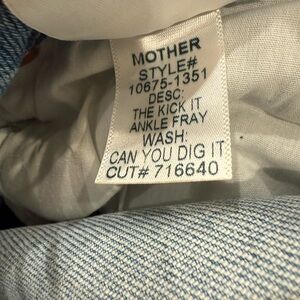 MOTHER
STYLE#
10675-1351
DESC:
THE KICK IT
ANKLE FRAY
WASH:
CAN YOU DIG IT
CUT# 716640